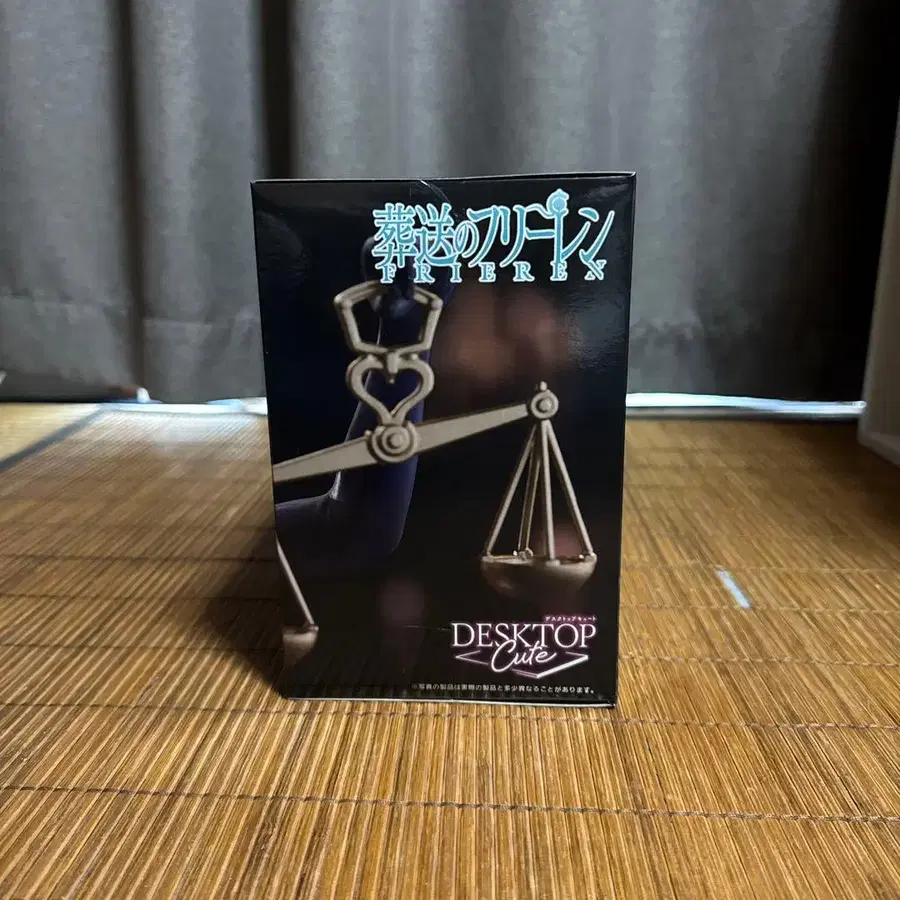 葬送のフリーレン
FRIEREN
デスクトップキュート
DESKTOP
Cute
※写真の製品は実際の製品と多少異なることがあります。